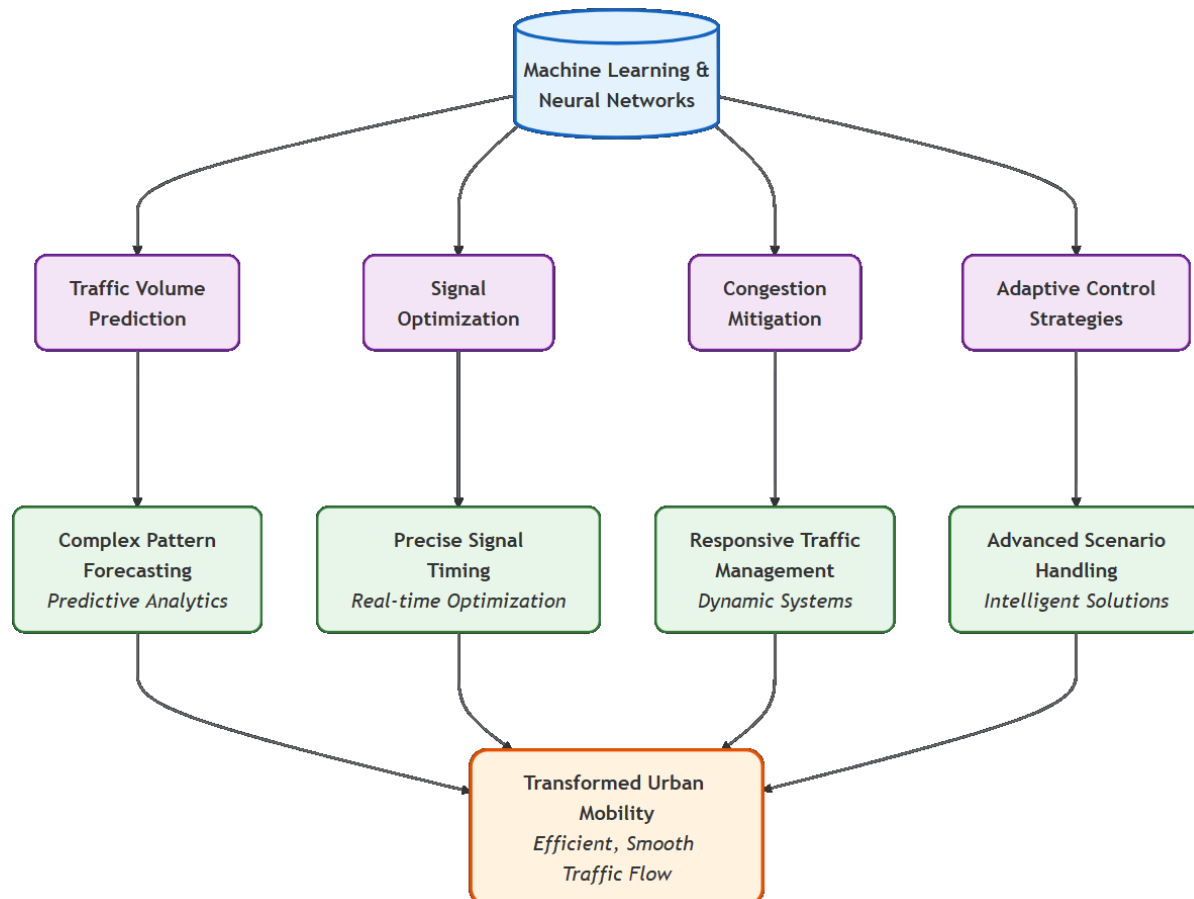 Machine Learning &
Neural Networks
Traffic Volume
Prediction
Signal
Optimization
Congestion
Mitigation
Adaptive Control
Strategies
Complex Pattern
Forecasting
Predictive Analytics
Precise Signal
Timing
Real-time Optimization
Responsive Traffic
Management
Dynamic Systems
Advanced Scenario
Handling
Intelligent Solutions
Transformed Urban
Mobility
Efficient, Smooth
Traffic Flow